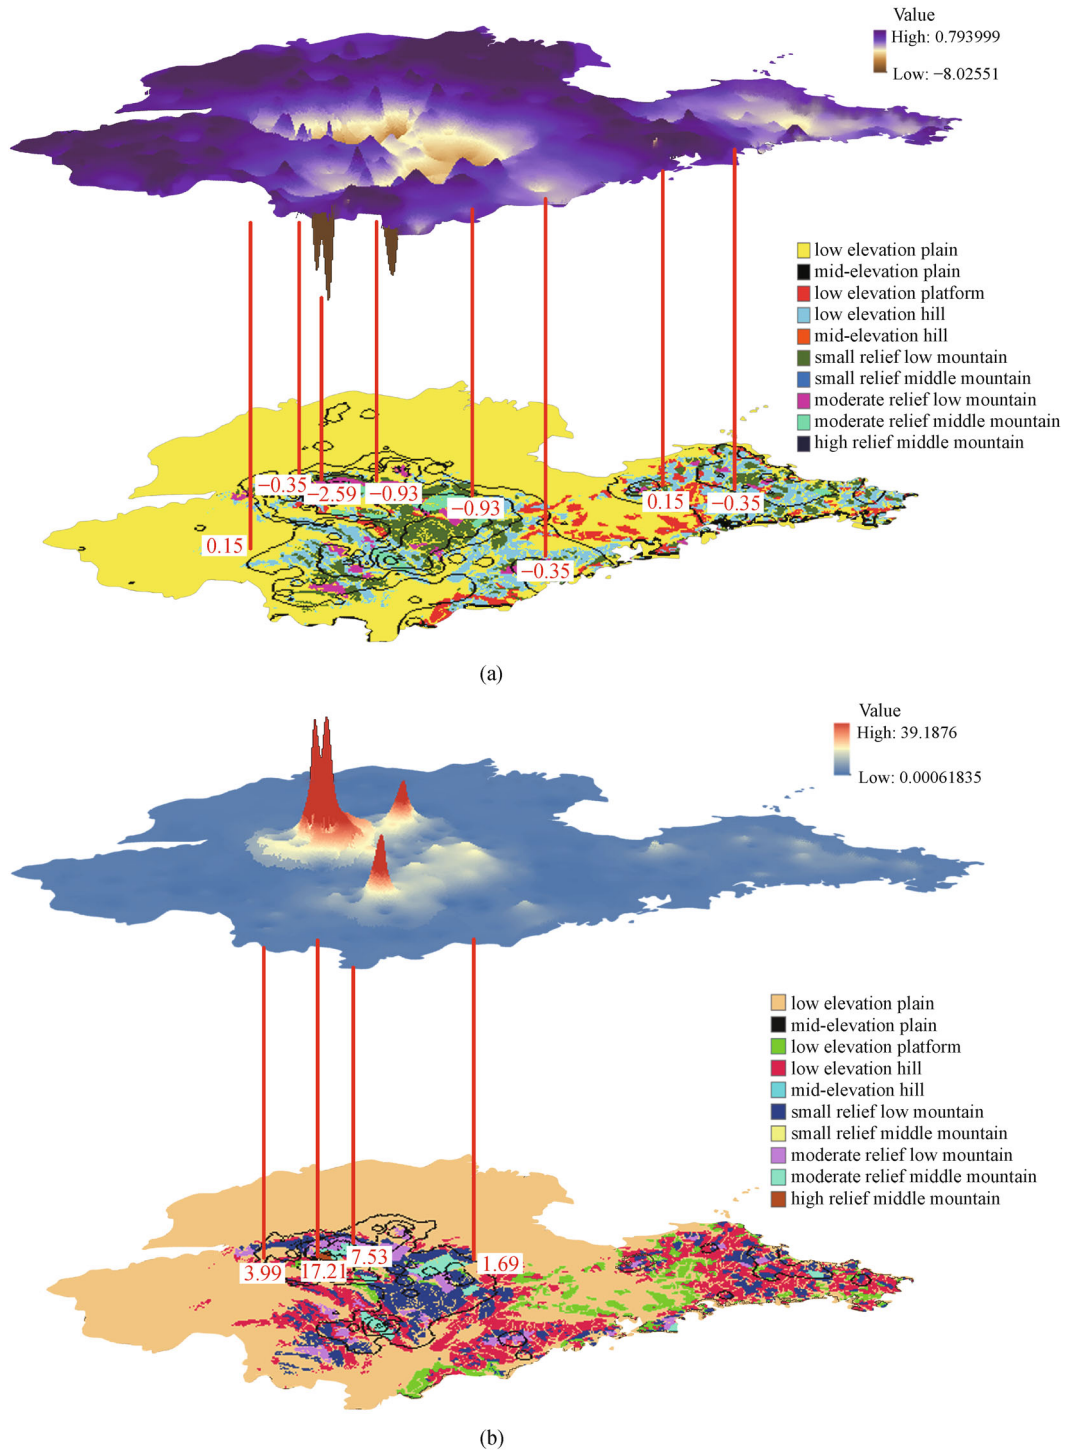 Value
High: 0.793999
Low: −8.02551
low elevation plain
mid-elevation plain
low elevation platform
low elevation hill
mid-elevation hill
small relief low mountain
small relief middle mountain
moderate relief low mountain
moderate relief middle mountain
high relief middle mountain
−0.35
−2.59
−0.93
−0.93
0.15
−0.35
0.15
−0.35
(a)
Value
High: 39.1876
Low: 0.00061835
low elevation plain
mid-elevation plain
low elevation platform
low elevation hill
mid-elevation hill
small relief low mountain
small relief middle mountain
moderate relief low mountain
moderate relief middle mountain
high relief middle mountain
3.99
17.21
7.53
1.69
(b)